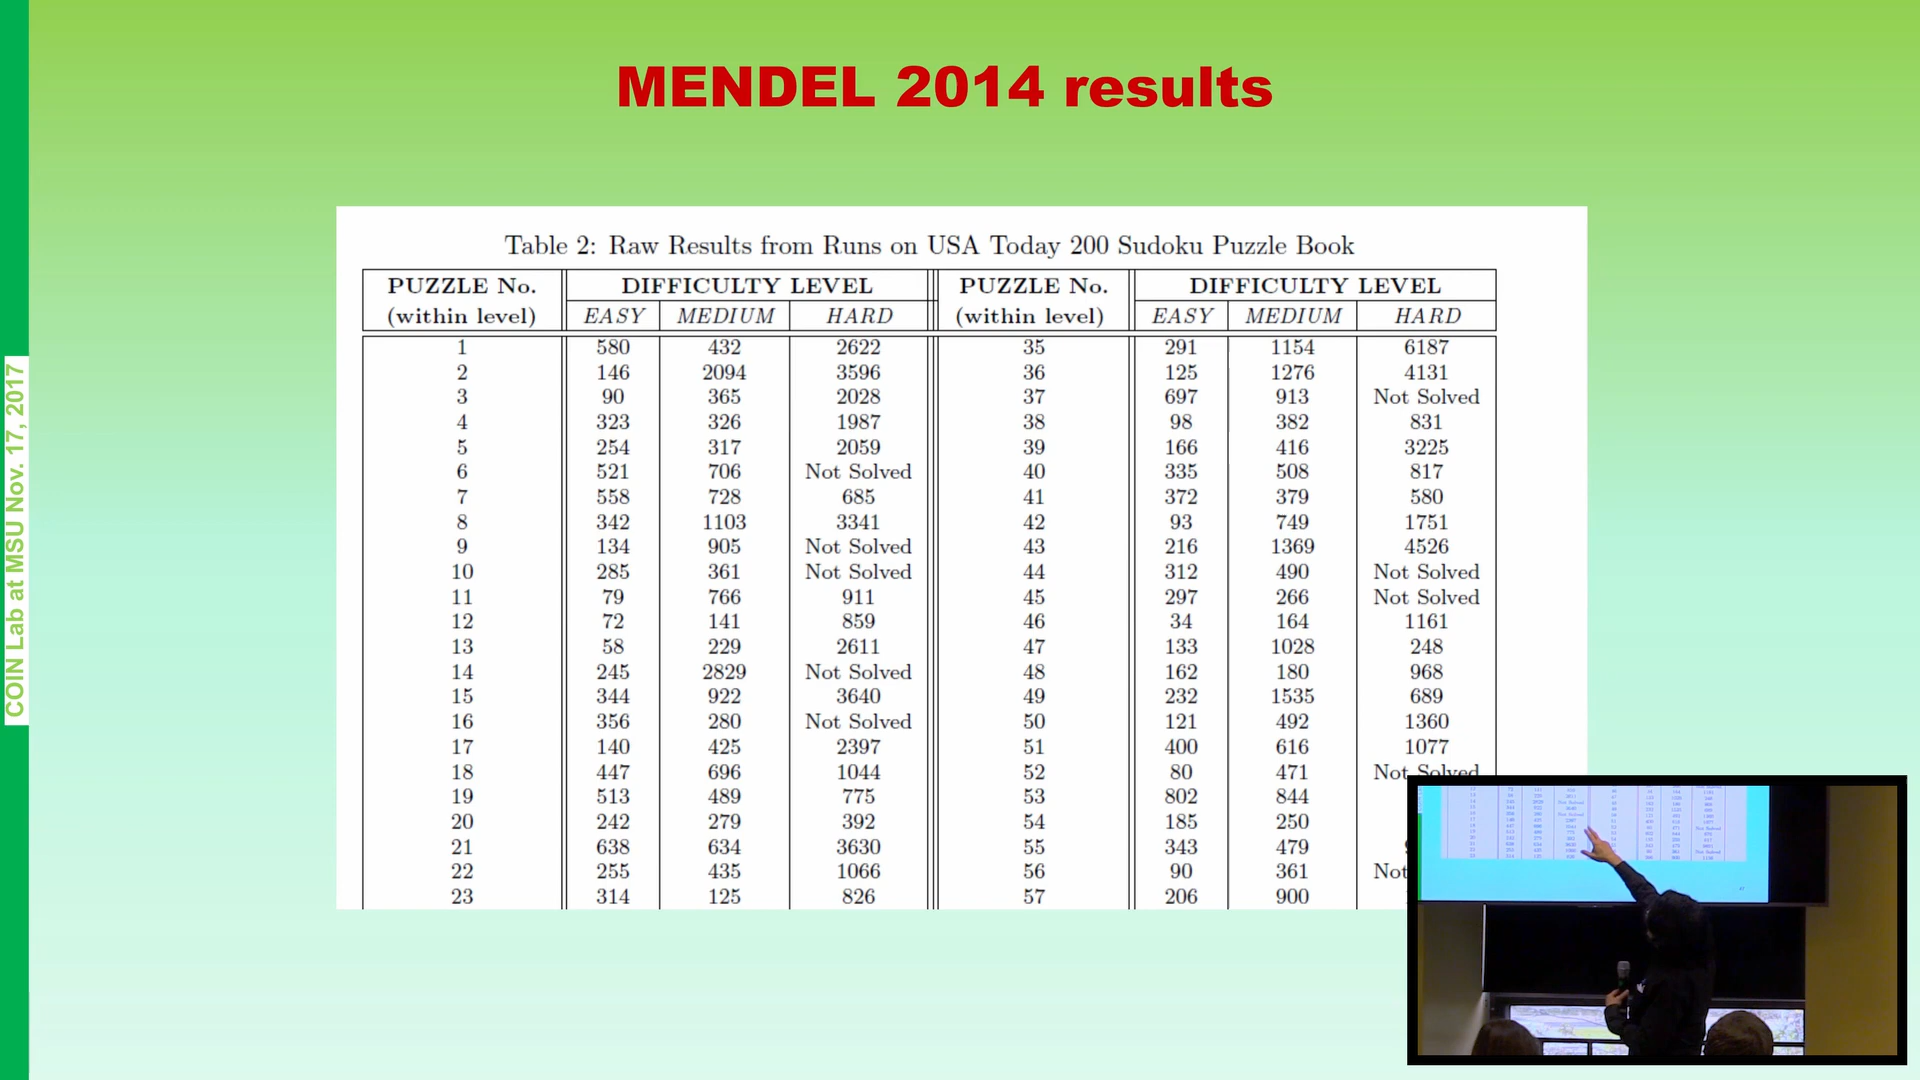 MENDEL 2014 results
COIN Lab at MSU Nov. 17, 2017
Table 2: Raw Results from Runs on USA Today 200 Sudoku Puzzle Book
PUZZLE No. DIFFICULTY LEVEL PUZZLE No. DIFFICULTY LEVEL
(within level) EASY MEDIUM HARD (within level) EASY MEDIUM HARD
1 580 432 2622 35 291 1154 6187
2 146 2094 3596 36 125 1276 4131
3 90 365 2028 37 697 913 Not Solved
4 323 326 1987 38 98 382 831
5 254 317 2059 39 166 416 3225
6 521 706 Not Solved 40 335 508 817
7 558 728 685 41 372 379 580
8 342 1103 3341 42 93 749 1751
9 134 905 Not Solved 43 216 1369 4526
10 285 361 Not Solved 44 312 490 Not Solved
11 79 766 911 45 297 266 Not Solved
12 72 141 859 46 34 164 1161
13 58 229 2611 47 133 1028 248
14 245 2829 Not Solved 48 162 180 968
15 344 922 3640 49 232 1535 689
16 356 280 Not Solved 50 121 492 1360
17 140 425 2397 51 400 616 1077
18 447 696 1044 52 80 471 Not Solved
19 513 489 775 53 802 844
20 242 279 392 54 185 250
21 638 634 3630 55 343 479
22 255 435 1066 56 90 361 Not
23 314 125 826 57 206 900